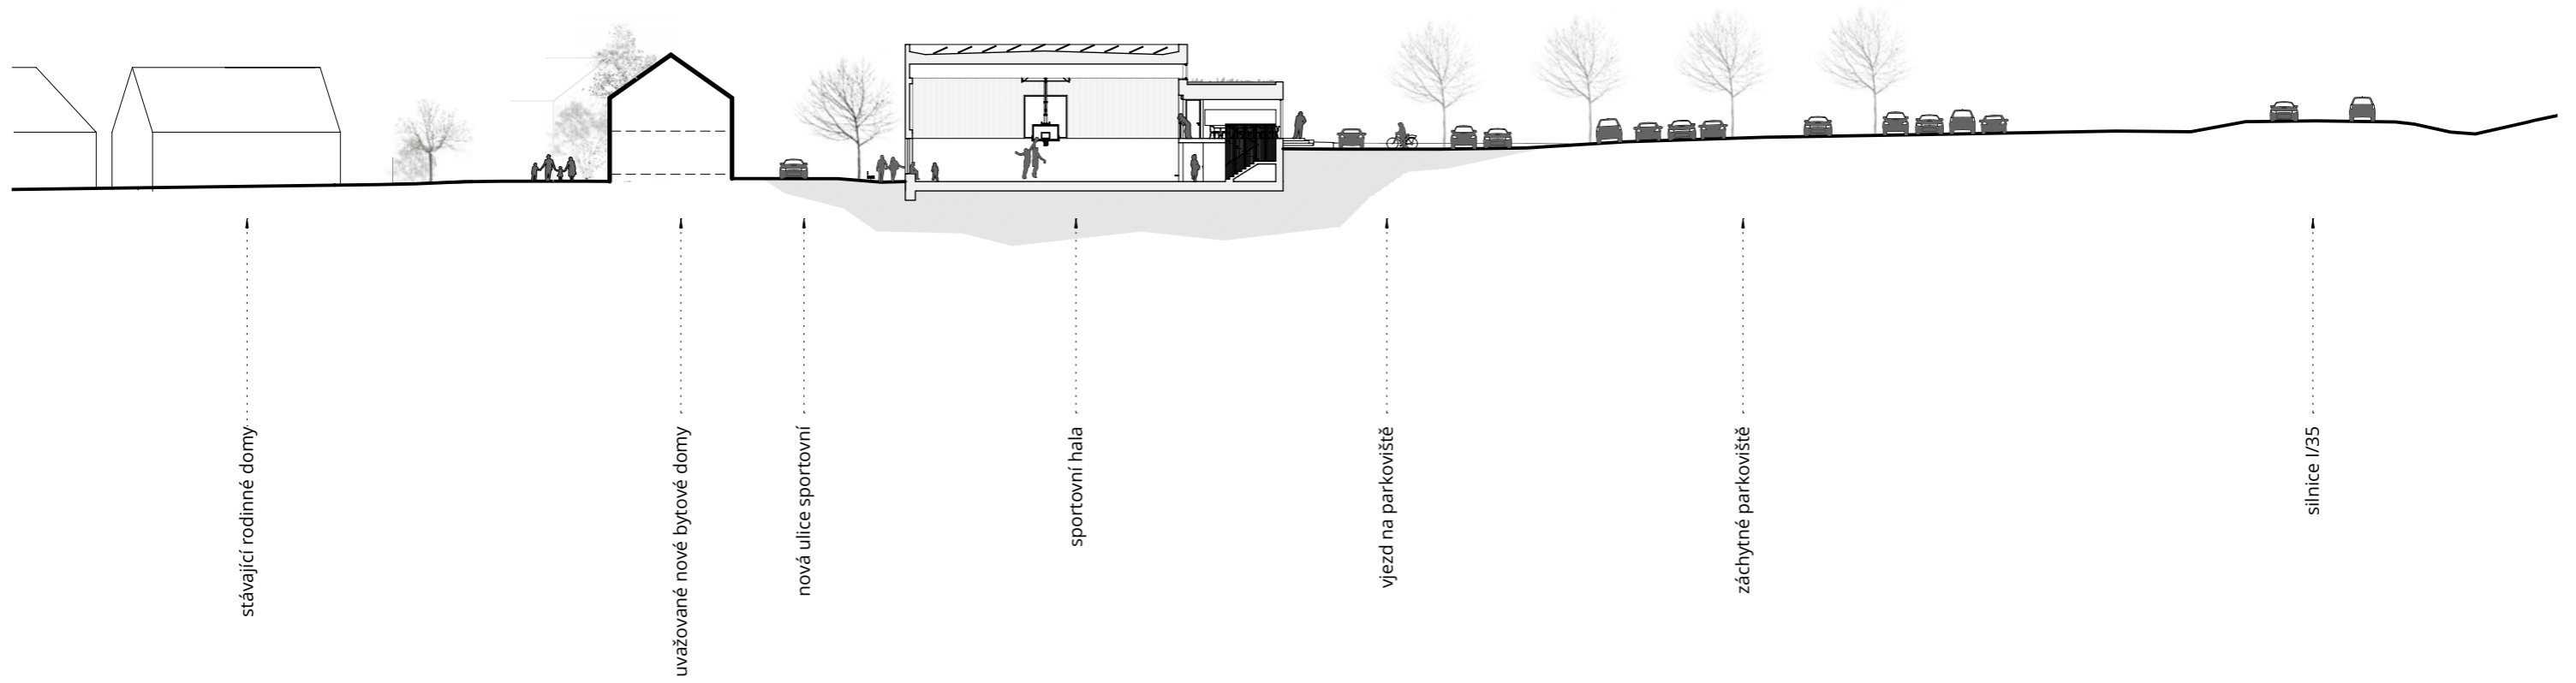 stávající rodinné domy
uvažované nové bytové domy
nová ulice sportovní
sportovní hala
vjezd na parkoviště
záchytné parkoviště
silnice I/35